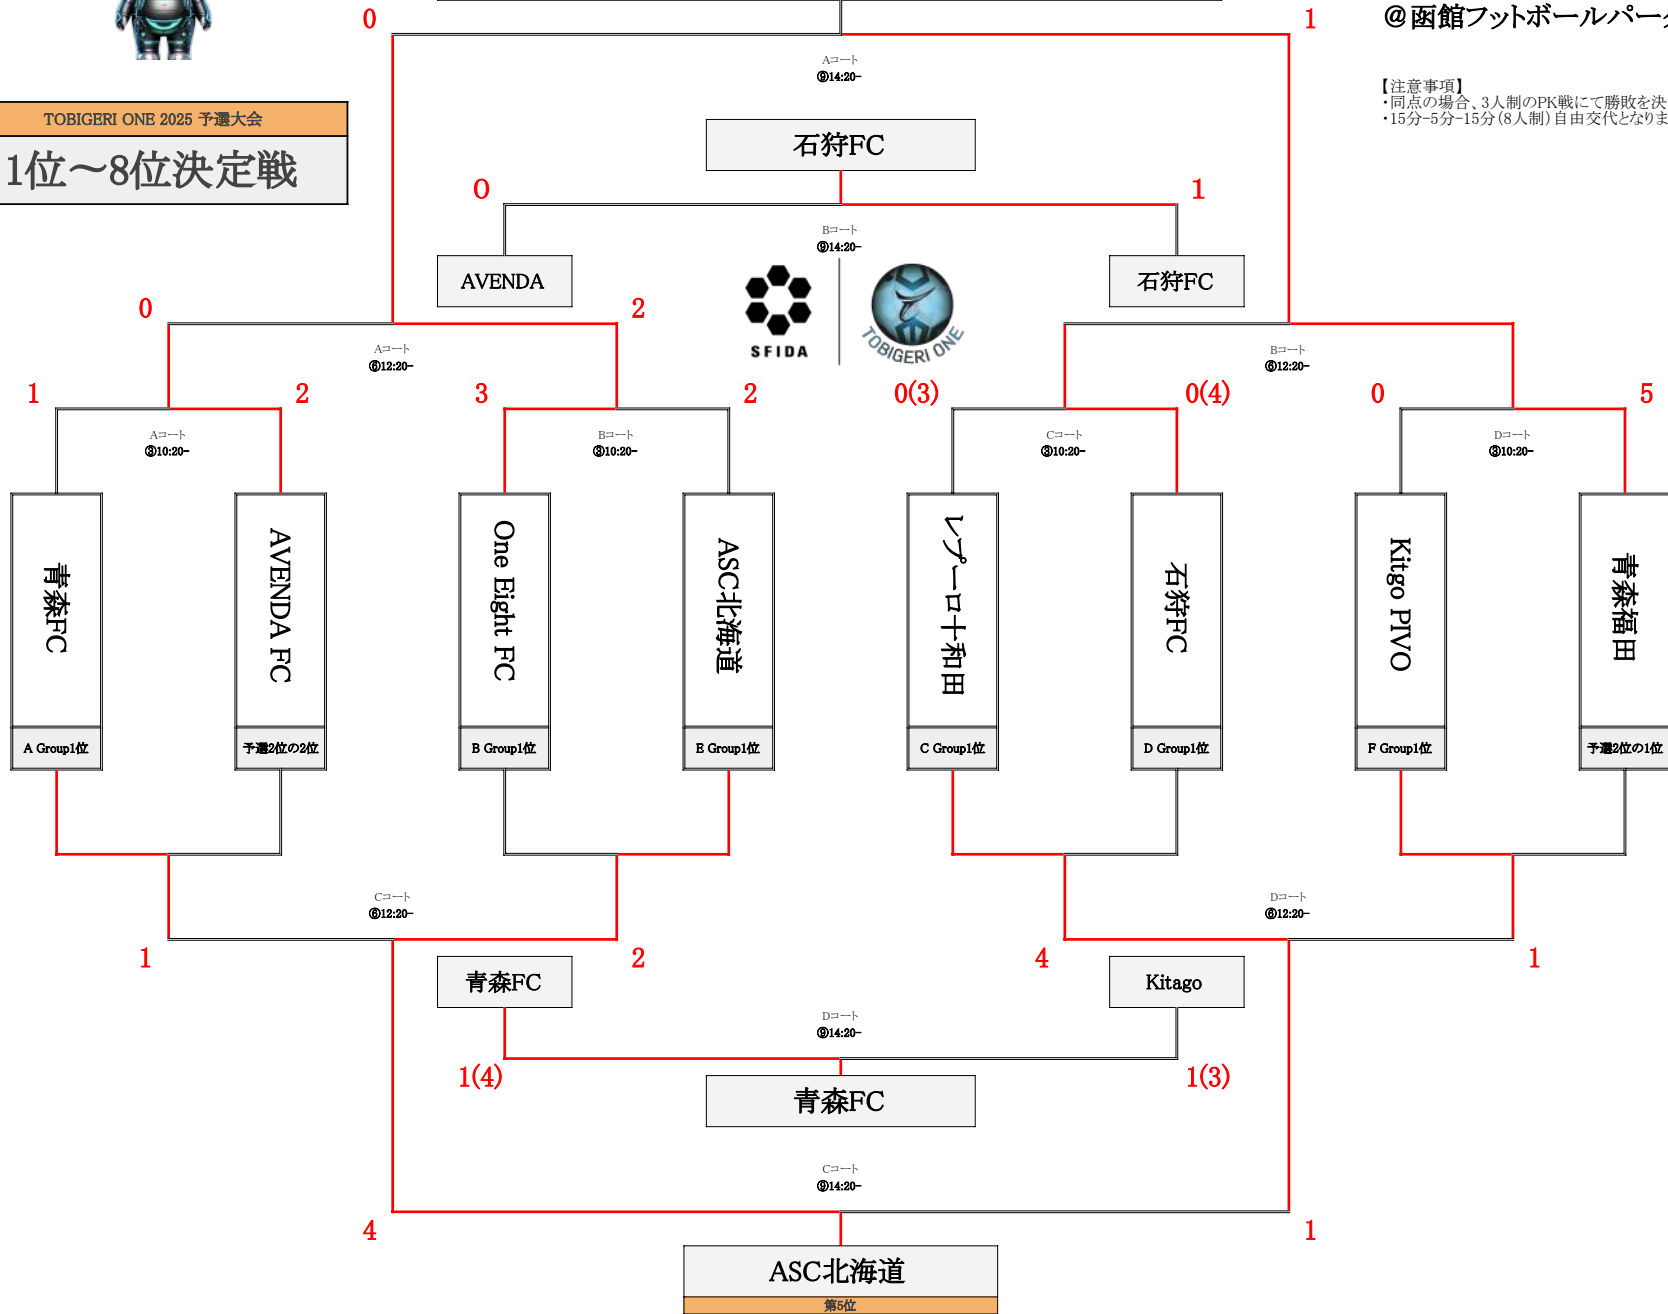 0
1
@函館フットボールパーク
Aコート
⑨14:20-
【注意事項】
・同点の場合、3人制のPK戦にて勝敗を決
・15分-5分-15分(8人制)自由交代となりま
TOBIGERI ONE 2025 予選大会
1位～8位決定戦
石狩FC
0
1
Bコート
⑨14:20-
AVENDA
石狩FC
SFIDA
TOBIGERI ONE
0
2
Aコート
⑥12:20-
Bコート
⑥12:20-
1
2
3
2
0(3)
0(4)
0
5
Aコート
③10:20-
Bコート
③10:20-
Cコート
③10:20-
Dコート
③10:20-
青森FC
AVENDA FC
One Eight FC
ASC北海道
レプーロ十和田
石狩FC
Kitgo PIVO
青森福田
A Group1位
予選2位の2位
B Group1位
E Group1位
C Group1位
D Group1位
F Group1位
予選2位の1位
Cコート
⑥12:20-
Dコート
⑥12:20-
1
2
4
1
青森FC
Kitago
Dコート
⑨14:20-
1(4)
1(3)
青森FC
Cコート
⑨14:20-
4
1
ASC北海道
第5位